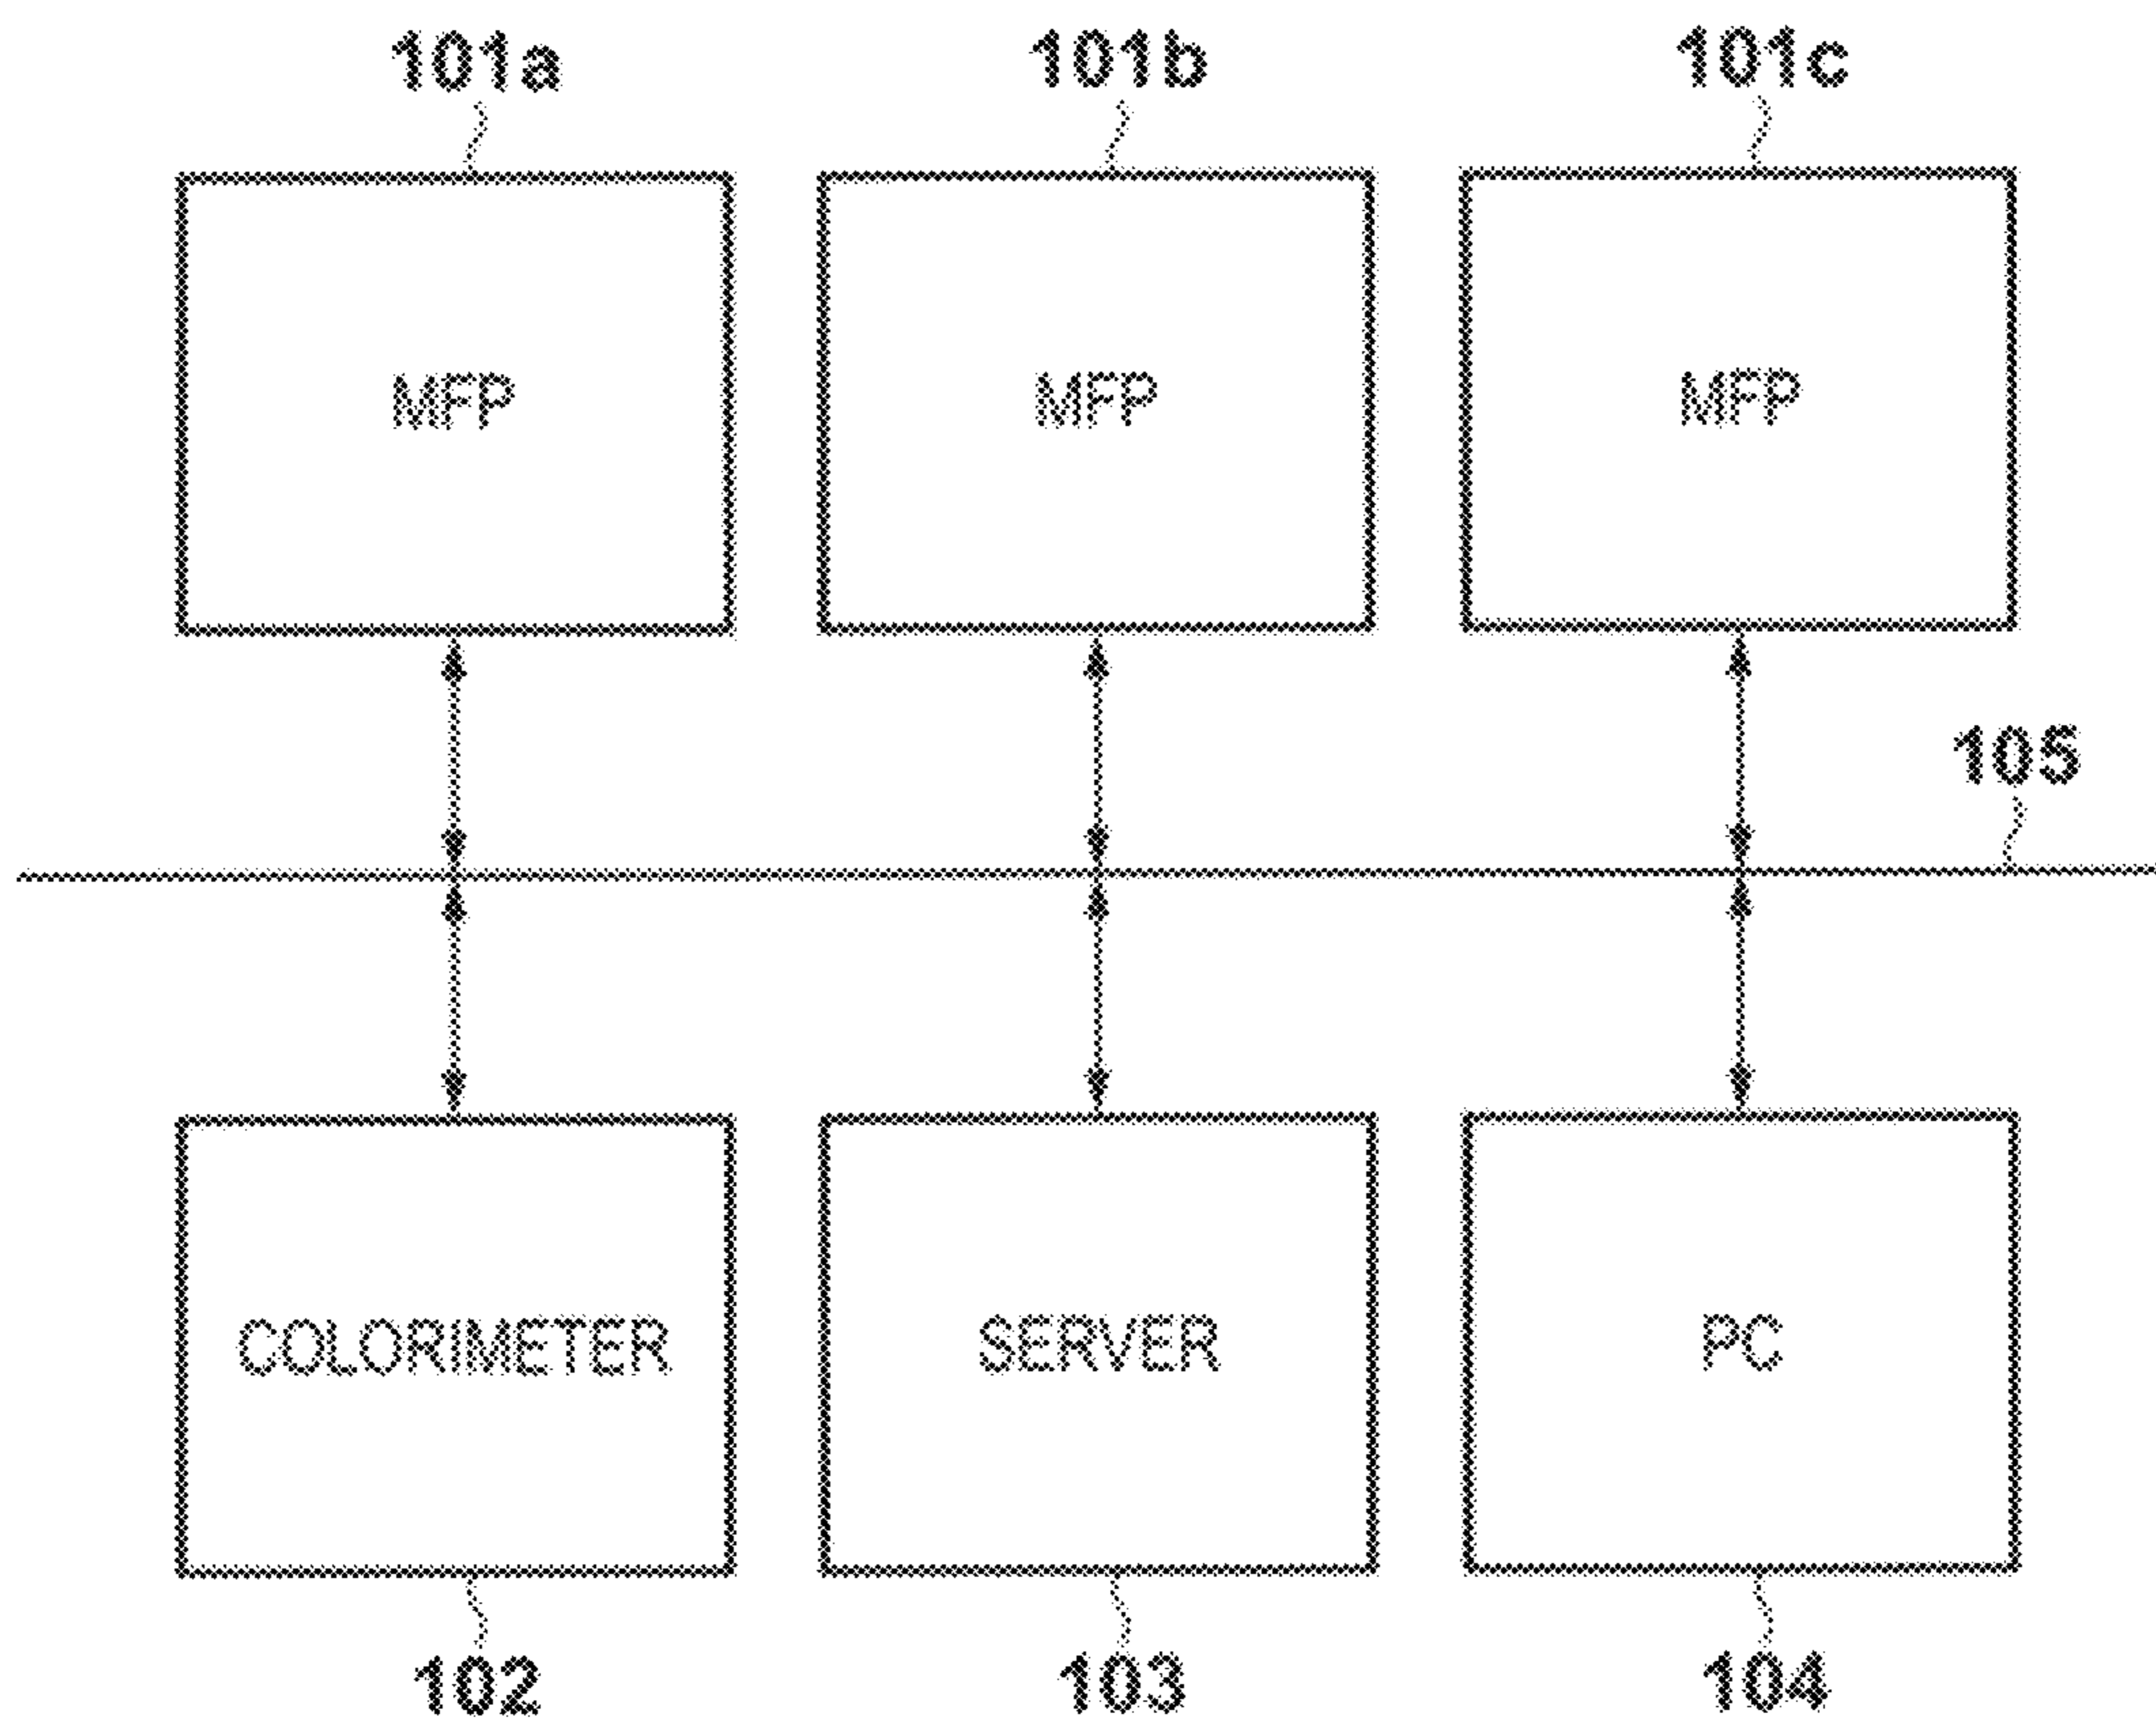 101a 101b 101c
MFP MFP MFP
105
COLORIMETER SERVER PC
102 103 104